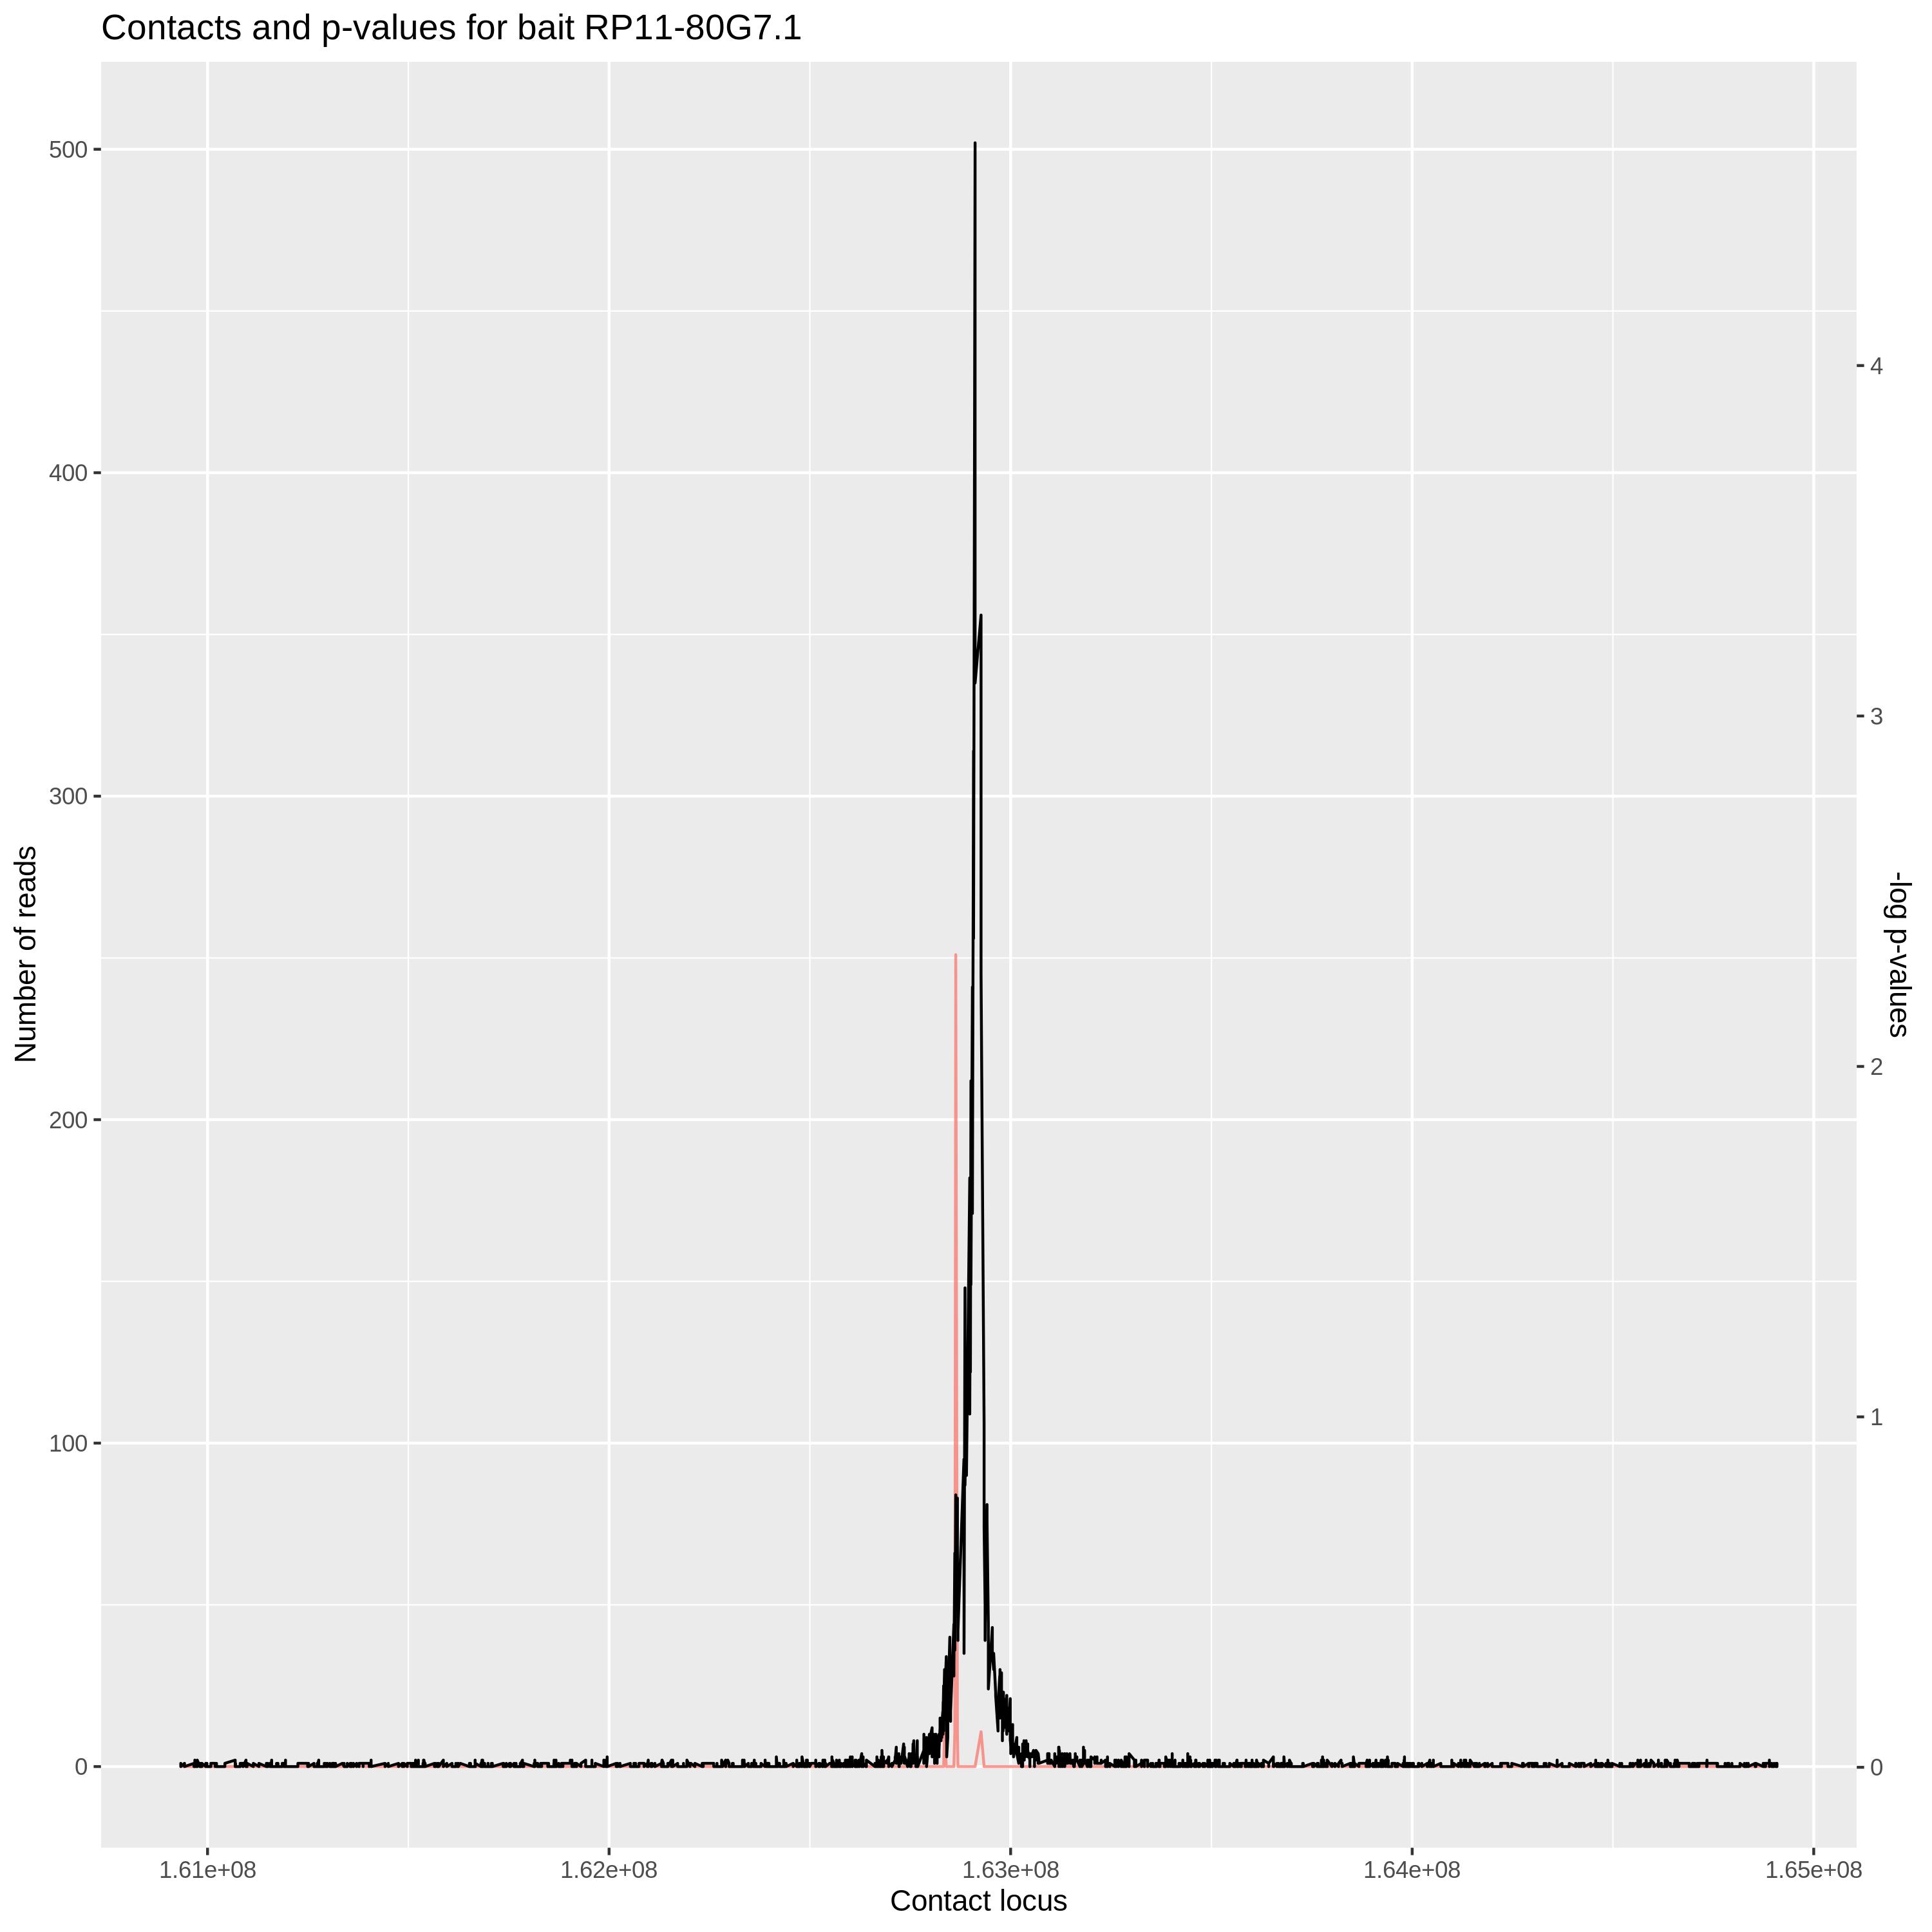 Contacts and p-values for bait RP11-80G7.1
500
400
300
200
100
0
Number of reads
4
3
2
1
0
-log p-values
1.61e+08
1.62e+08
1.63e+08
1.64e+08
1.65e+08
Contact locus